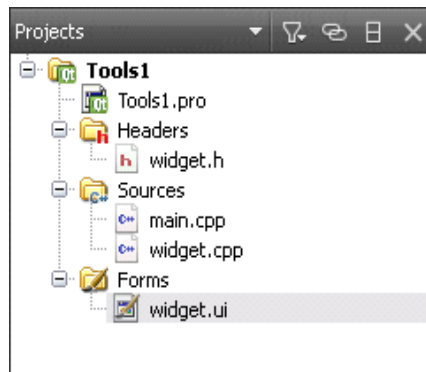 Projects
Tools1
Tools1.pro
Headers
widget.h
Sources
main.cpp
widget.cpp
Forms
widget.ui